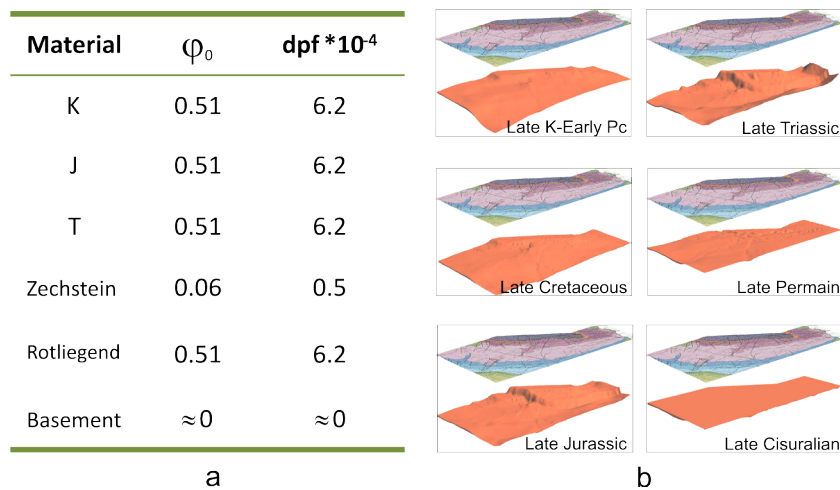 Material φ₀ dpf *10⁻⁴
K 0.51 6.2
J 0.51 6.2
T 0.51 6.2
Zechstein 0.06 0.5
Rotliegend 0.51 6.2
Basement ≈0 ≈0
a
Late K-Early Pc
Late Triassic
Late Cretaceous
Late Permain
Late Jurassic
Late Cisuralian
b